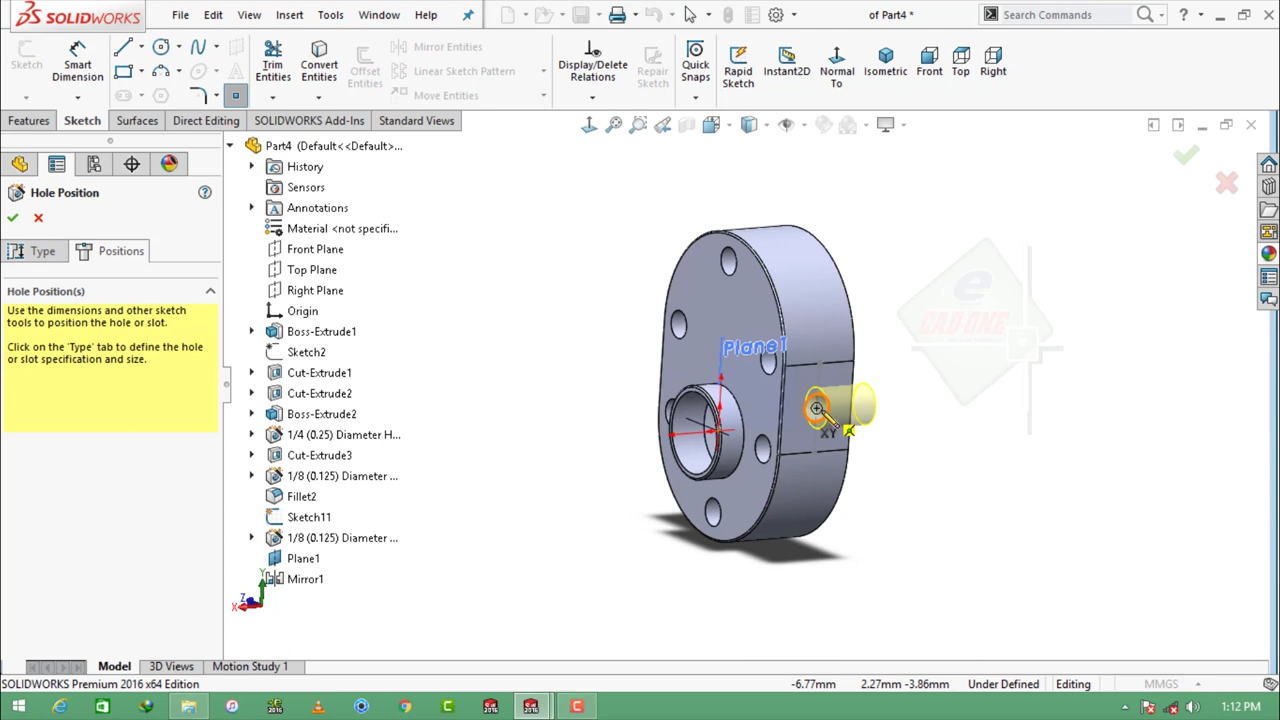 DS SOLIDWORKS File Edit View Insert Tools Window Help of Part4 * Search Commands ?
Sketch Smart Dimension Trim Entities Convert Entities Offset Entities Mirror Entities Linear Sketch Pattern Move Entities Display/Delete Relations Repair Sketch Quick Snaps Rapid Sketch Instant2D Normal To Isometric Front Top Right
Features Sketch Surfaces Direct Editing SOLIDWORKS Add-Ins Standard Views
Hole Position ?
Type Positions
Hole Position(s)
Use the dimensions and other sketch
tools to position the hole or slot.
Click on the 'Type' tab to define the hole
or slot specification and size.
Part4 (Default<<Default>...
History
Sensors
Annotations
Material <not specifi...
Front Plane
Top Plane
Right Plane
Origin
Boss-Extrude1
Sketch2
Cut-Extrude1
Cut-Extrude2
Boss-Extrude2
1/4 (0.25) Diameter H...
Cut-Extrude3
1/8 (0.125) Diameter ...
Fillet2
Sketch11
1/8 (0.125) Diameter ...
Plane1
Mirror1
Plane1
XY
e
CAD-ONE
Y
Z
X
Model 3D Views Motion Study 1
SOLIDWORKS Premium 2016 x64 Edition -6.77mm 2.27mm -3.86mm Under Defined Editing MMGS
1:12 PM